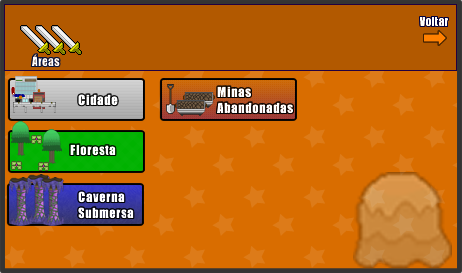 Voltar
Áreas
Cidade
Minas
Abandonadas
Floresta
Caverna
Submersa